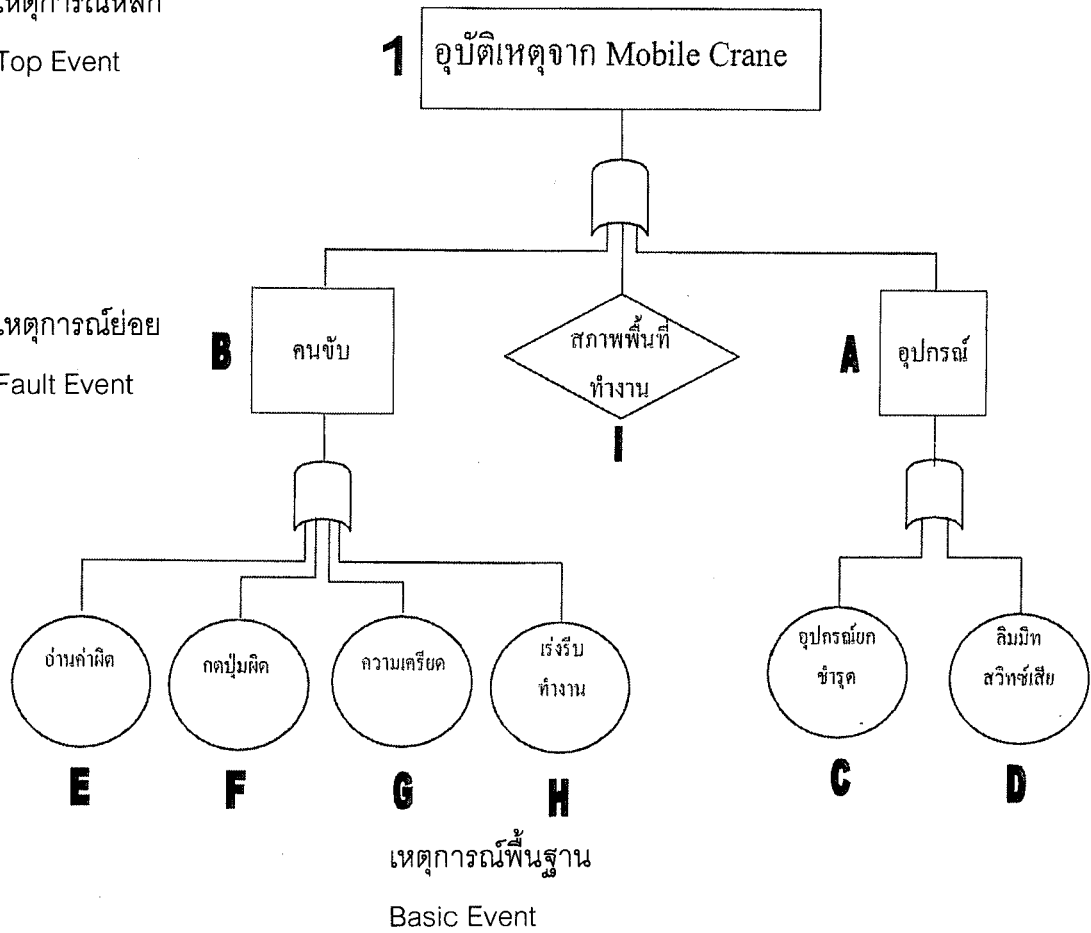 เหตุการณ์หลัก
Top Event
1
อุบัติเหตุจาก Mobile Crane
เหตุการณ์ย่อย
Fault Event
B
คนขับ
สภาพพื้นที่
ทำงาน
I
A
อุปกรณ์
อ่านค่าผิด
กดปุ่มผิด
ความเครียด
เร่งรีบ
ทำงาน
อุปกรณ์ยก
ชำรุด
ลิมมิท
สวิทซ์เสีย
E
F
G
H
C
D
เหตุการณ์พื้นฐาน
Basic Event